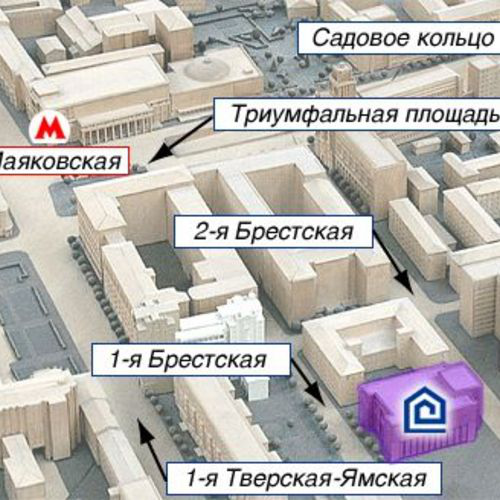 Садовое кольцо
Триумфальная площадь
М
Маяковская
2-я Брестская
1-я Брестская
1-я Тверская-Ямская